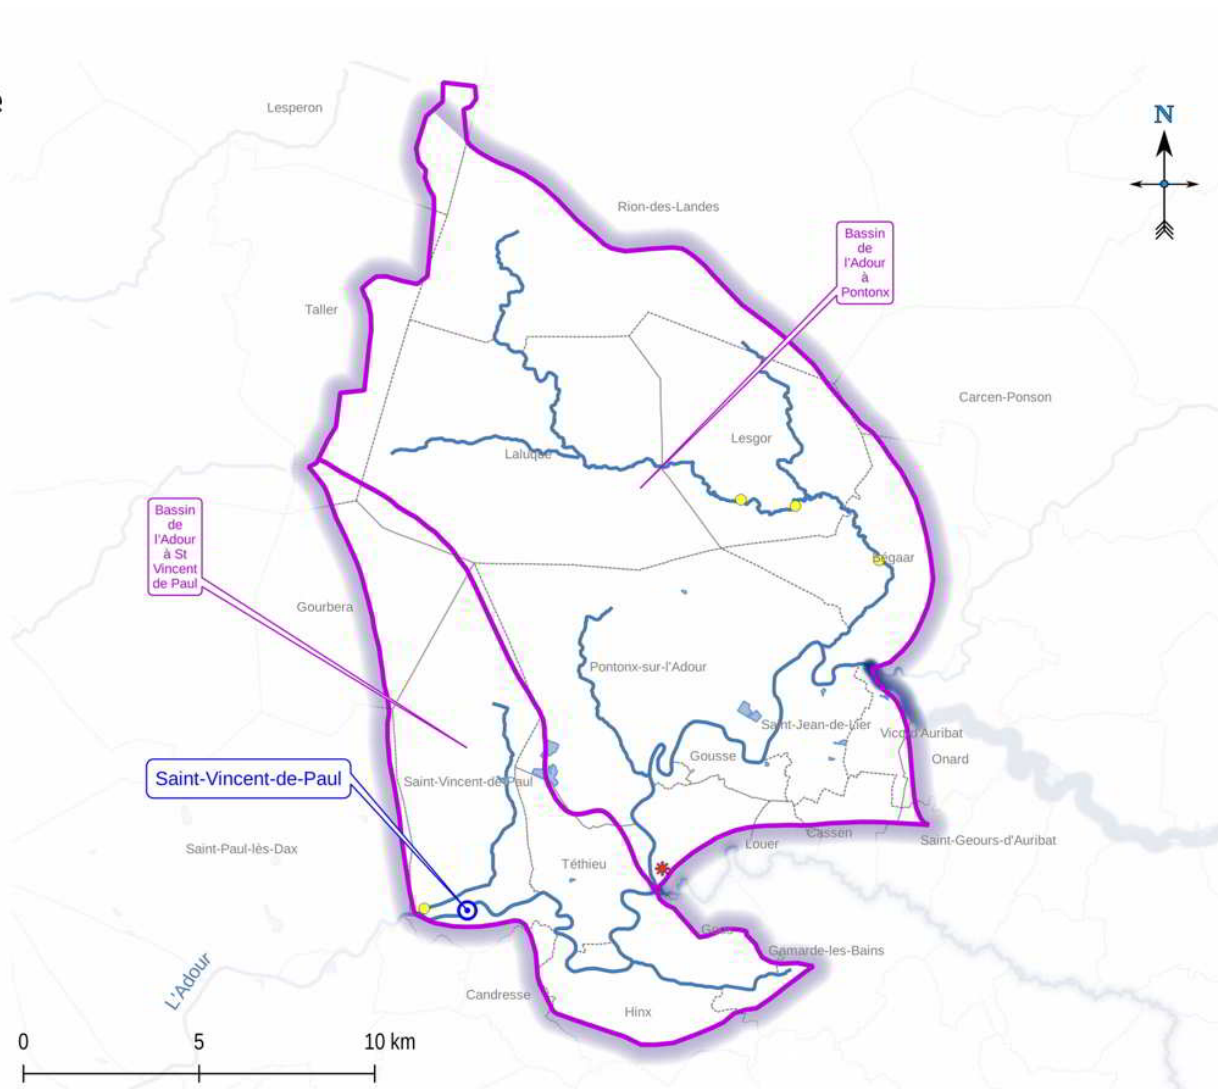 e
Lesperon
N
Rion-des-Landes
Bassin
de
l'Adour
à
Pontonx
Taller
Carcen-Ponson
Lesgor
Laluque
Bassin
de
l'Adour
à St
Vincent
de Paul
Bégaar
Gourbera
Pontonx-sur-l'Adour
Saint-Jean-de-Lier
Vicq-d'Auribat
Gousse
Onard
Saint-Vincent-de-Paul
Saint-Vincent-de-Paul
Cassen
Saint-Geours-d'Auribat
Louer
Saint-Paul-lès-Dax
Téthieu
Goos
Gamarde-les-Bains
L'Adour
Candresse
Hinx
0 5 10 km